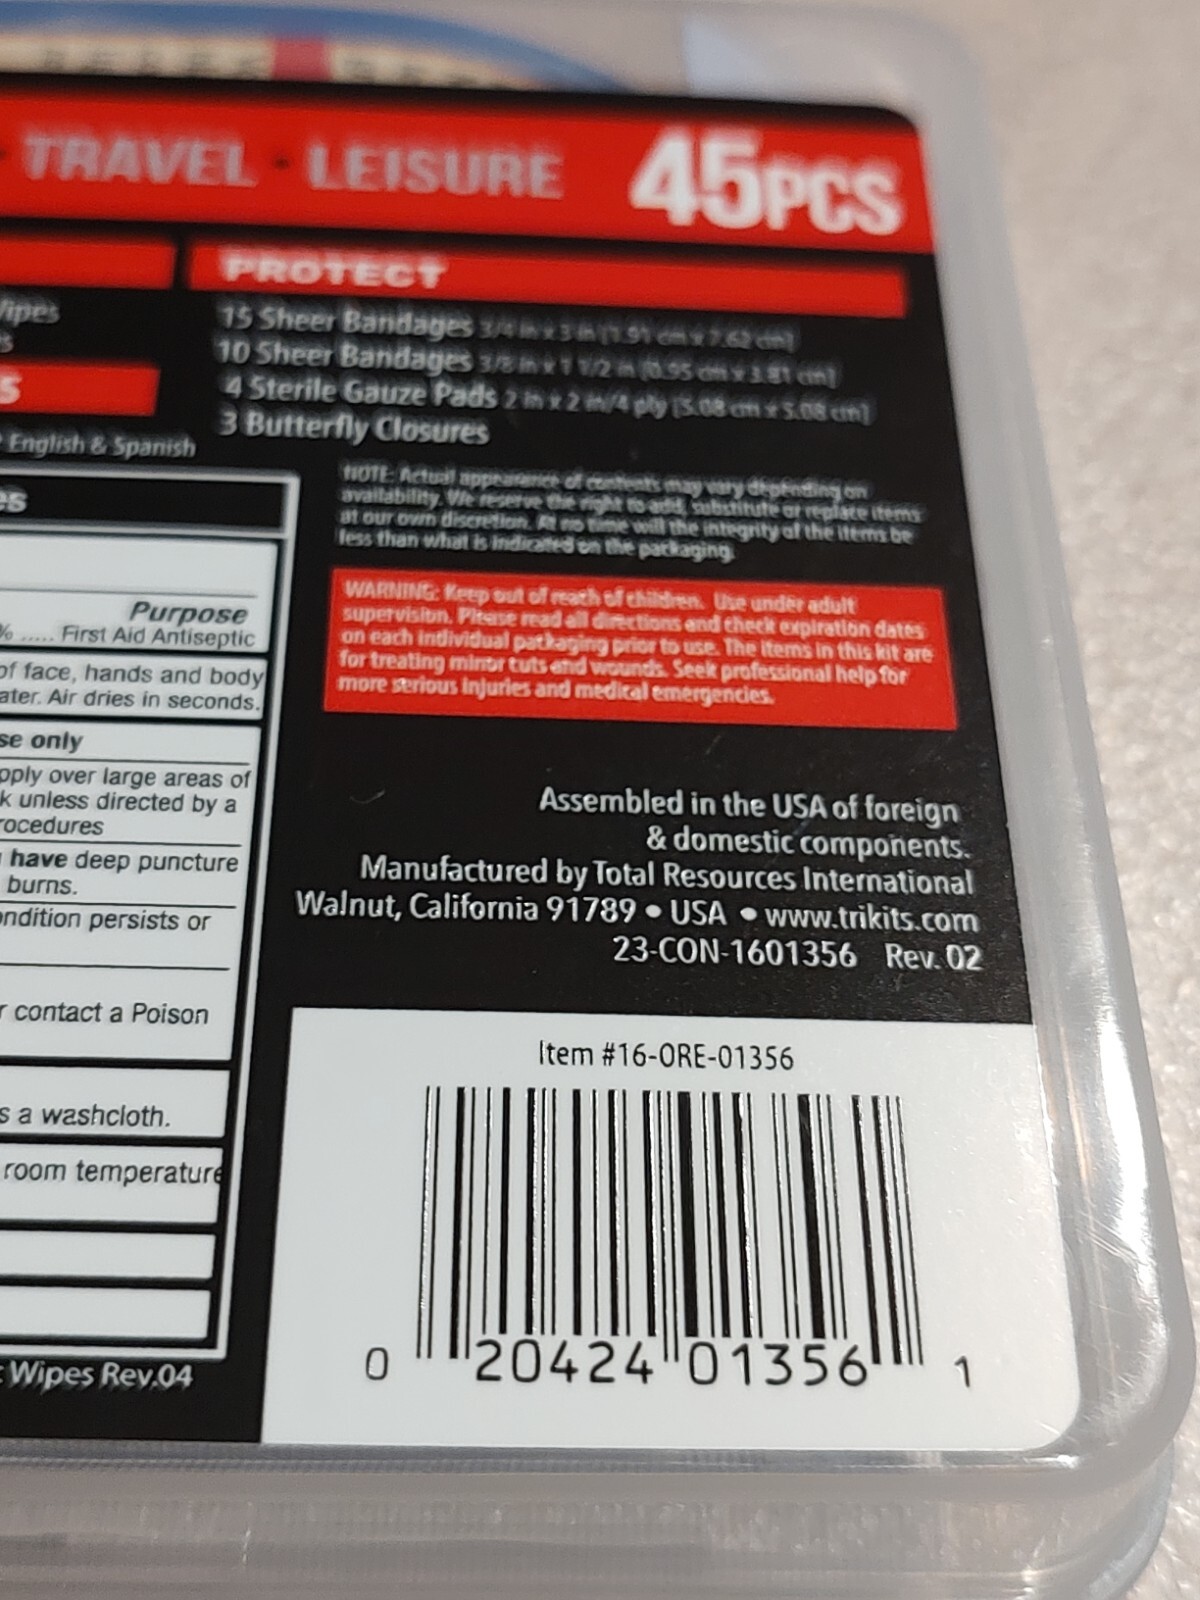 · TRAVEL · LEISURE 45PCS
PROTECT
15 Sheer Bandages 3/4 in x 3 in [1.91 cm x 7.62 cm]
10 Sheer Bandages 3/8 in x 1 1/2 in [0.95 cm x 3.81 cm]
4 Sterile Gauze Pads 2 in x 2 in/4 ply [5.08 cm x 5.08 cm]
3 Butterfly Closures
English & Spanish
NOTE: Actual appearance of contents may vary depending on
availability. We reserve the right to add, substitute or replace items
at our own discretion. At no time will the integrity of the items be
less than what is indicated on the packaging.
WARNING: Keep out of reach of children. Use under adult
supervision. Please read all directions and check expiration dates
on each individual packaging prior to use. The items in this kit are
for treating minor cuts and wounds. Seek professional help for
more serious injuries and medical emergencies.
Purpose
% ..... First Aid Antiseptic
of face, hands and body
Air dries in seconds.
only
over large areas of
unless directed by a
have deep puncture
burns.
persists or
contact a Poison
a washcloth.
room temperature
Wipes Rev.04
Assembled in the USA of foreign
& domestic components.
Manufactured by Total Resources International
Walnut, California 91789 • USA • www.trikits.com
23-CON-1601356 Rev. 02
Item #16-ORE-01356
0 20424 01356 1